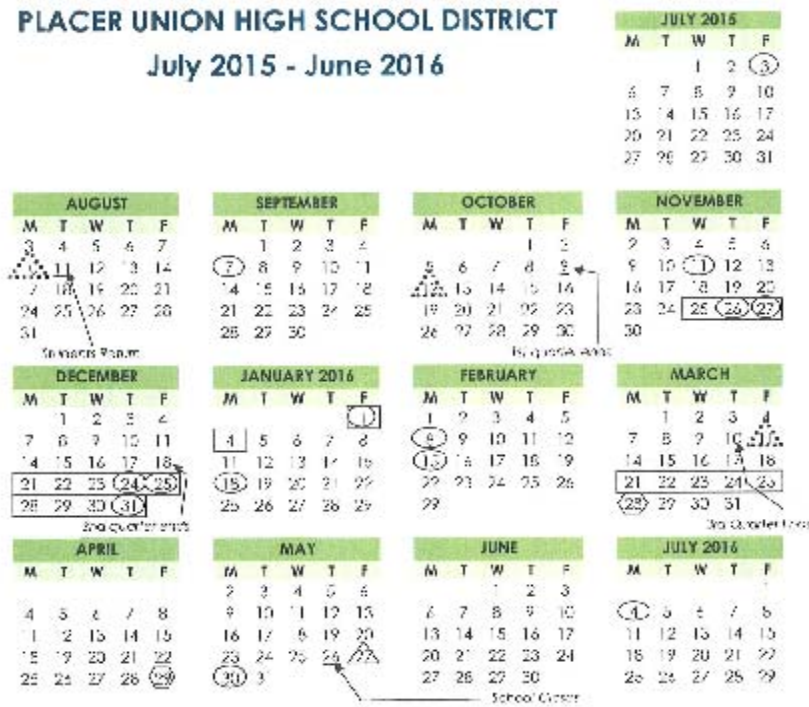 PLACER UNION HIGH SCHOOL DISTRICT
July 2015 - June 2016
JULY 2015
M T W T F
1 2 3
6 7 8 9 10
13 14 15 16 17
20 21 22 23 24
27 28 29 30 31
AUGUST SEPTEMBER OCTOBER NOVEMBER
M T W T F M T W T F M T W T F M T W T F
3 4 5 6 7 1 2 3 4 1 2 2 3 4 5 6
11 12 13 14 7 8 9 10 11 5 6 7 8 9 9 10 11 12 13
18 19 20 21 14 15 16 17 18 12 13 14 15 16 16 17 18 19 20
24 25 26 27 28 21 22 23 24 25 19 20 21 22 23 23 24 25 26 27
31 28 29 30 26 27 28 29 30 30
Students Return 1st quarter ends
DECEMBER JANUARY 2016 FEBRUARY MARCH
M T W T F M T W T F M T W T F M T W T F
1 2 3 4 1 1 2 3 4 5 1 2 3 4
7 8 9 10 11 4 5 6 7 8 8 9 10 11 12 7 8 9 10 11
14 15 16 17 18 11 12 13 14 15 15 16 17 18 19 14 15 16 17 18
21 22 23 24 25 18 19 20 21 22 22 23 24 25 26 21 22 23 24 25
28 29 30 31 25 26 27 28 29 29 28 29 30 31
2nd quarter ends 3rd Quarter Ends
APRIL MAY JUNE JULY 2016
M T W T F M T W T F M T W T F M T W T F
2 3 4 5 6 1 2 3
4 5 6 7 8 9 10 11 12 13 6 7 8 9 10 4 5 6 7 8
11 12 13 14 15 16 17 18 19 20 13 14 15 16 17 11 12 13 14 15
18 19 20 21 22 23 24 25 26 27 20 21 22 23 24 18 19 20 21 22
25 26 27 28 29 30 31 27 28 29 30 25 26 27 28 29
School Closes